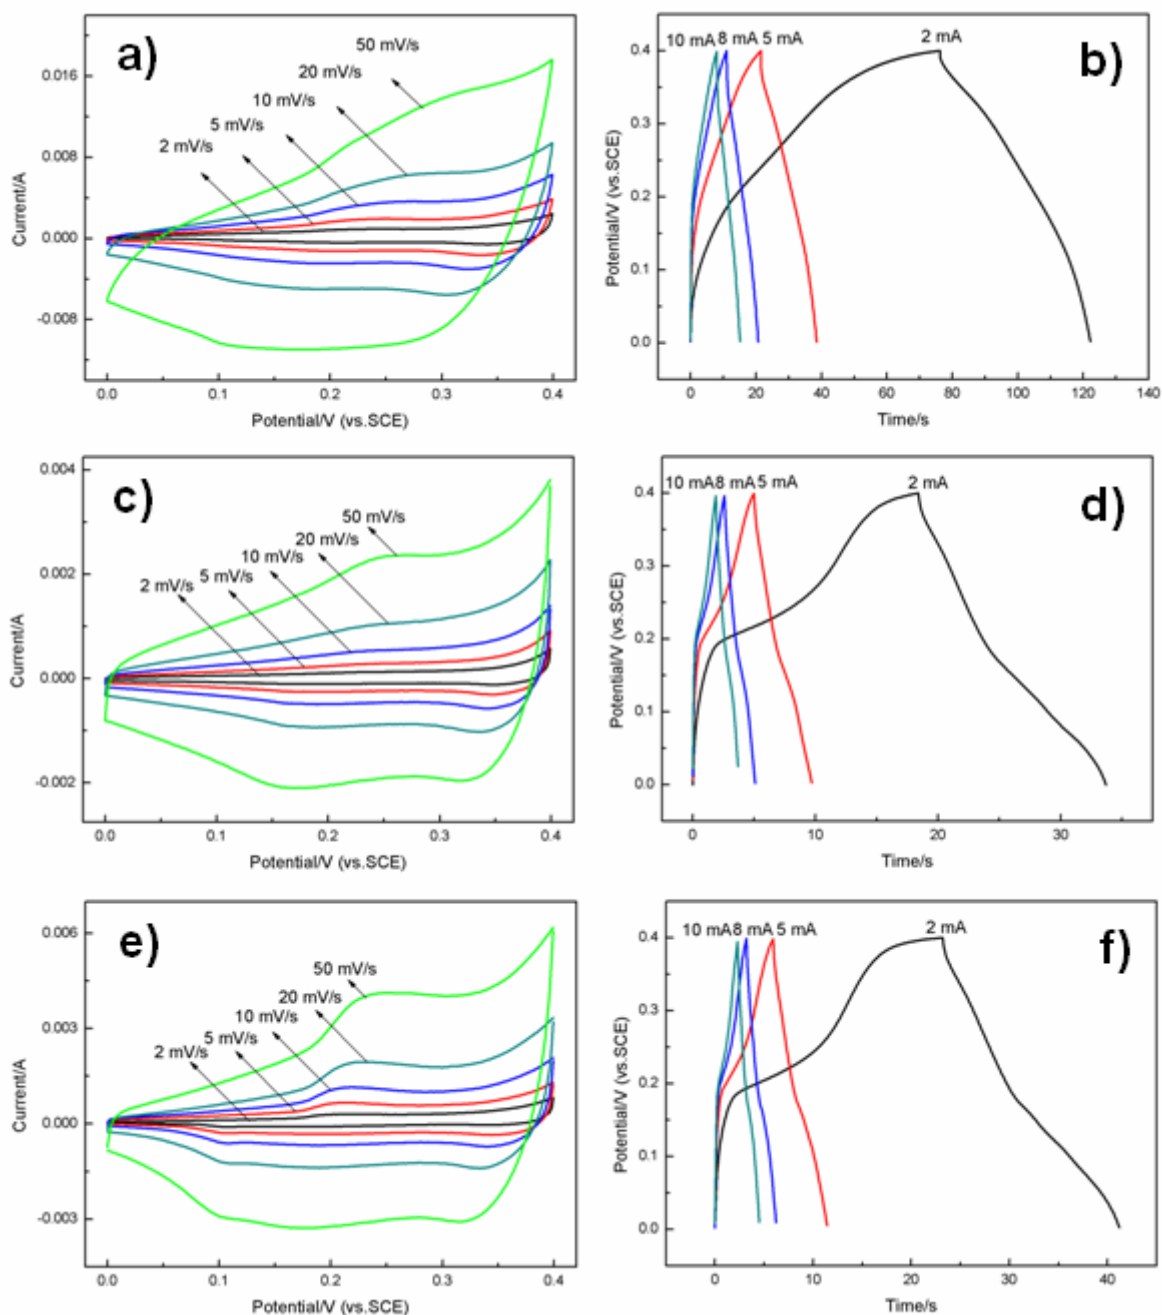 a)
50 mV/s
20 mV/s
10 mV/s
5 mV/s
2 mV/s
0.016
0.008
0.000
-0.008
Current/A
0.0 0.1 0.2 0.3 0.4
Potential/V (vs.SCE)
b)
10 mA 8 mA 5 mA 2 mA
0.4
0.3
0.2
0.1
0.0
Potential/V (vs.SCE)
0 20 40 60 80 100 120 140
Time/s
c)
50 mV/s
20 mV/s
10 mV/s
5 mV/s
2 mV/s
0.004
0.002
0.000
-0.002
Current/A
0.0 0.1 0.2 0.3 0.4
Potential/V (vs.SCE)
d)
10 mA 8 mA 5 mA 2 mA
0.4
0.3
0.2
0.1
0.0
Potential/V (vs.SCE)
0 10 20 30
Time/s
e)
50 mV/s
20 mV/s
10 mV/s
5 mV/s
2 mV/s
0.006
0.003
0.000
-0.003
Current/A
0.0 0.1 0.2 0.3 0.4
Potential/V (vs.SCE)
f)
10 mA 8 mA 5 mA 2 mA
0.4
0.3
0.2
0.1
0.0
Potential/V (vs.SCE)
0 10 20 30 40
Time/s